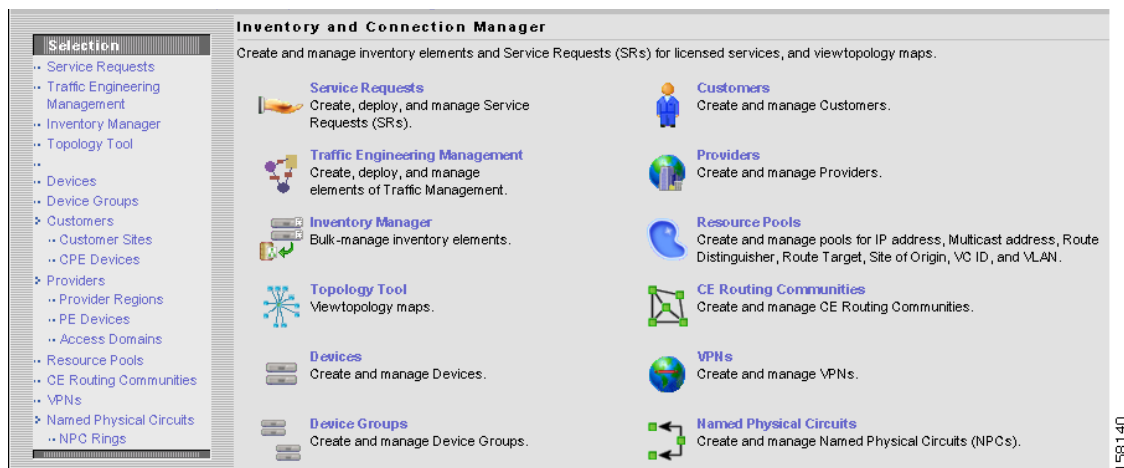 Inventory and Connection Manager
Create and manage inventory elements and Service Requests (SRs) for licensed services, and viewtopology maps.
Selection
Service Requests
Traffic Engineering
Management
Inventory Manager
Topology Tool
Devices
Device Groups
Customers
Customer Sites
CPE Devices
Providers
Provider Regions
PE Devices
Access Domains
Resource Pools
CE Routing Communities
VPNs
Named Physical Circuits
NPC Rings
Service Requests
Create, deploy, and manage Service
Requests (SRs).
Customers
Create and manage Customers.
Traffic Engineering Management
Create, deploy, and manage
elements of Traffic Management.
Providers
Create and manage Providers.
Inventory Manager
Bulk-manage inventory elements.
Resource Pools
Create and manage pools for IP address, Multicast address, Route
Distinguisher, Route Target, Site of Origin, VC ID, and VLAN.
Topology Tool
Viewtopology maps.
CE Routing Communities
Create and manage CE Routing Communities.
Devices
Create and manage Devices.
VPNs
Create and manage VPNs.
Device Groups
Create and manage Device Groups.
Named Physical Circuits
Create and manage Named Physical Circuits (NPCs).
158140